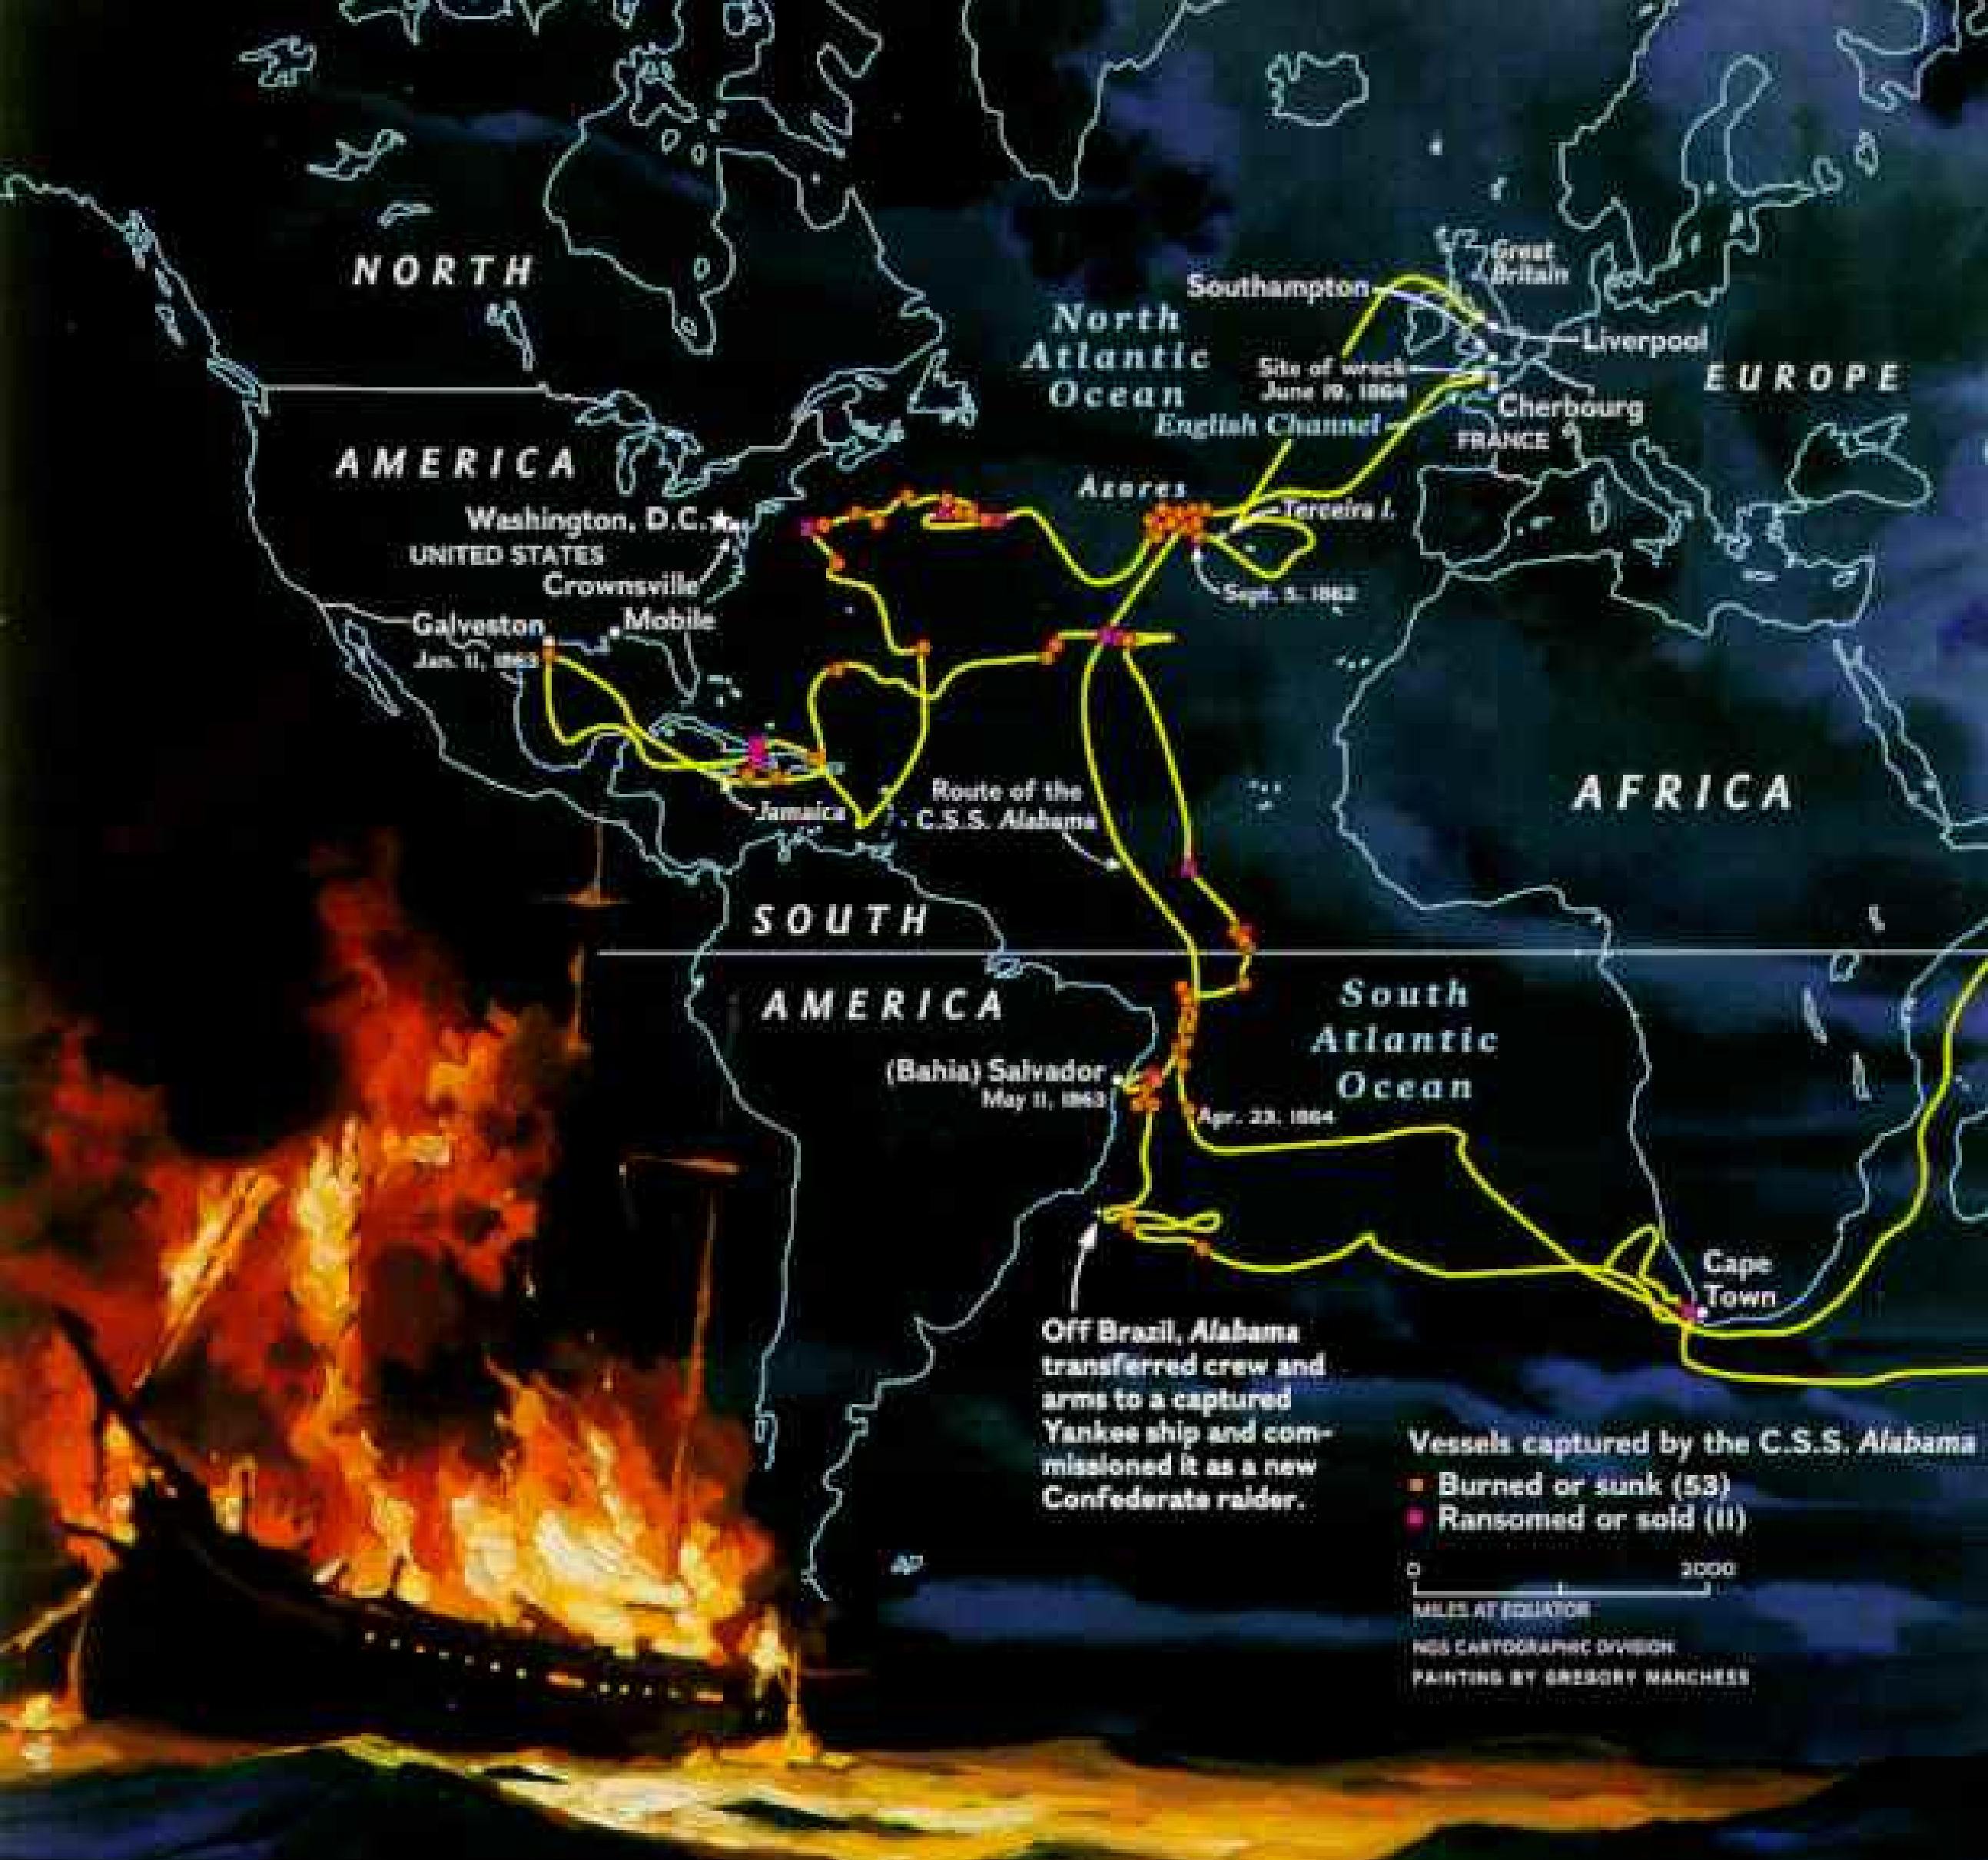 NORTH
AMERICA
North
Atlantic
Ocean
Southampton
Great
Britain
Liverpool
Site of wreck
June 19, 1864
EUROPE
English Channel
Cherbourg
FRANCE
Azores
Terceira I.
Sept. 5, 1862
Washington, D.C.
UNITED STATES
Crownsville
Galveston
Jan. 11, 1863
Mobile
Jamaica
Route of the
C.S.S. Alabama
AFRICA
SOUTH
AMERICA
South
Atlantic
Ocean
(Bahia) Salvador
May 11, 1863
Apr. 23, 1864
Cape
Town
Off Brazil, Alabama
transferred crew and
arms to a captured
Yankee ship and com-
missioned it as a new
Confederate raider.
Vessels captured by the C.S.S. Alabama
Burned or sunk (53)
Ransomed or sold (11)
0 2000
MILES AT EQUATOR
NGS CARTOGRAPHIC DIVISION
PAINTING BY GREGORY MANCHESS